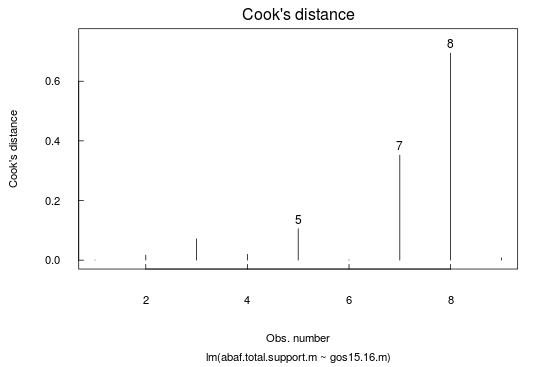 Cook's distance
8
0.6
7
0.4
Cook's distance
0.2
5
0.0
2 4 6 8
Obs. number
lm(abaf.total.support.m ~ gos15.16.m)